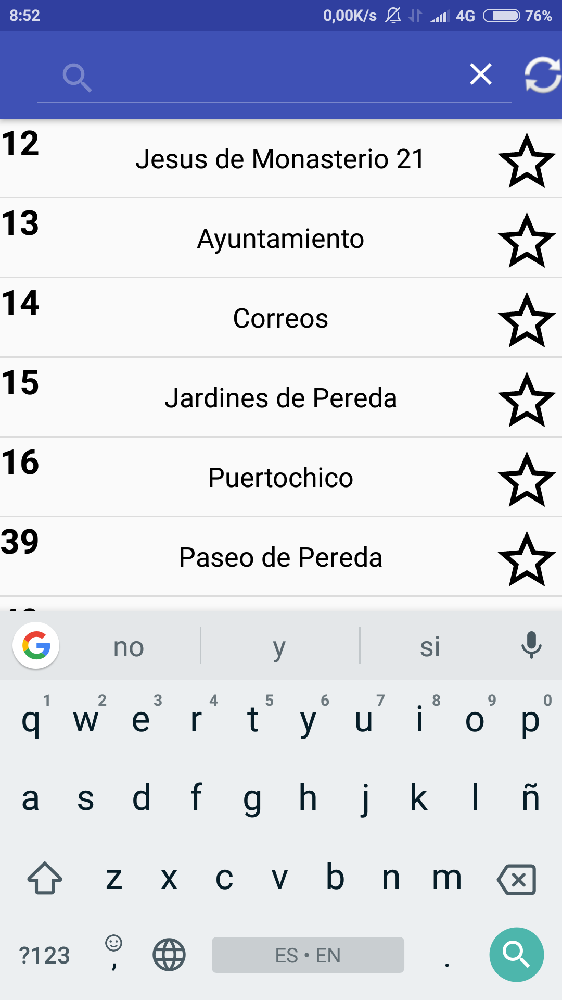 8:52 0,00K/s 4G 76%
12 Jesus de Monasterio 21
13 Ayuntamiento
14 Correos
15 Jardines de Pereda
16 Puertochico
39 Paseo de Pereda
no y si
1 2 3 4 5 6 7 8 9 0
q w e r t y u i o p
a s d f g h j k l ñ
z x c v b n m
?123 , ES • EN .